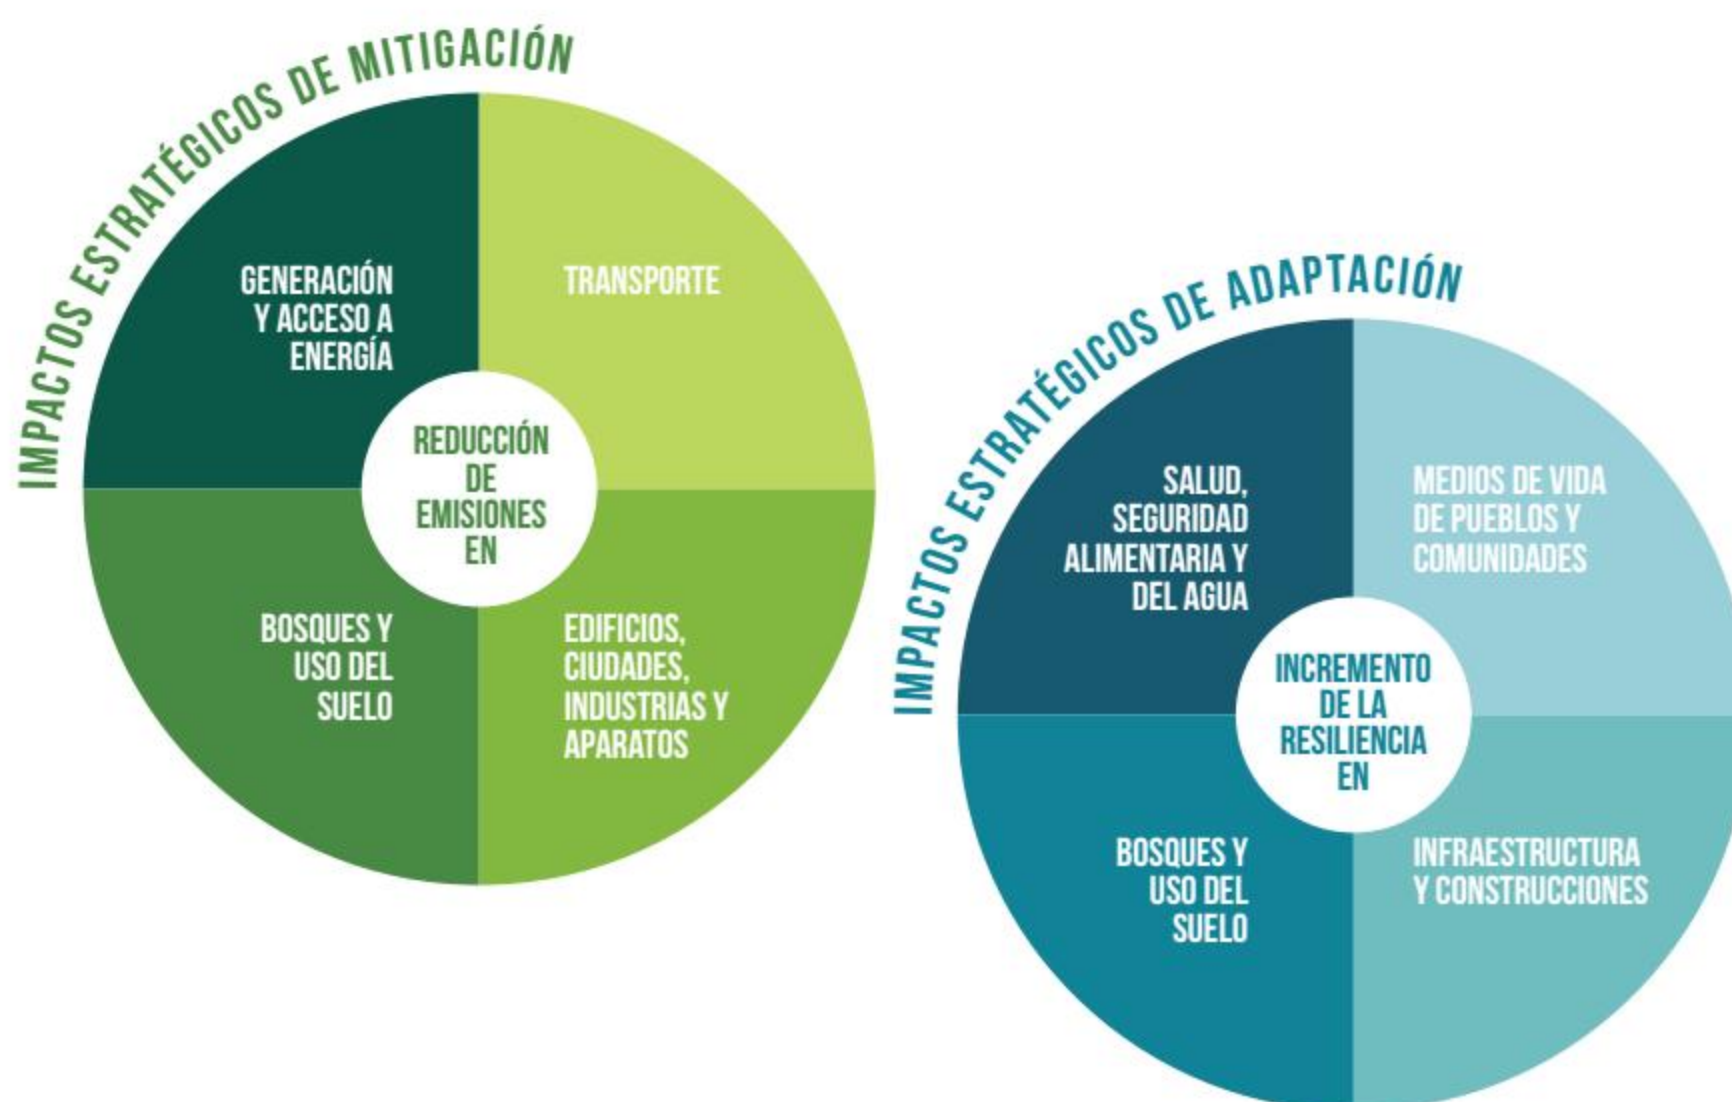 IMPACTOS ESTRATÉGICOS DE MITIGACIÓN
GENERACIÓN
Y ACCESO A
ENERGÍA
TRANSPORTE
REDUCCIÓN
DE
EMISIONES
EN
BOSQUES Y
USO DEL
SUELO
EDIFICIOS,
CIUDADES,
INDUSTRIAS Y
APARATOS
IMPACTOS ESTRATÉGICOS DE ADAPTACIÓN
SALUD,
SEGURIDAD
ALIMENTARIA Y
DEL AGUA
MEDIOS DE VIDA
DE PUEBLOS Y
COMUNIDADES
INCREMENTO
DE LA
RESILIENCIA
EN
BOSQUES Y
USO DEL
SUELO
INFRAESTRUCTURA
Y CONSTRUCCIONES